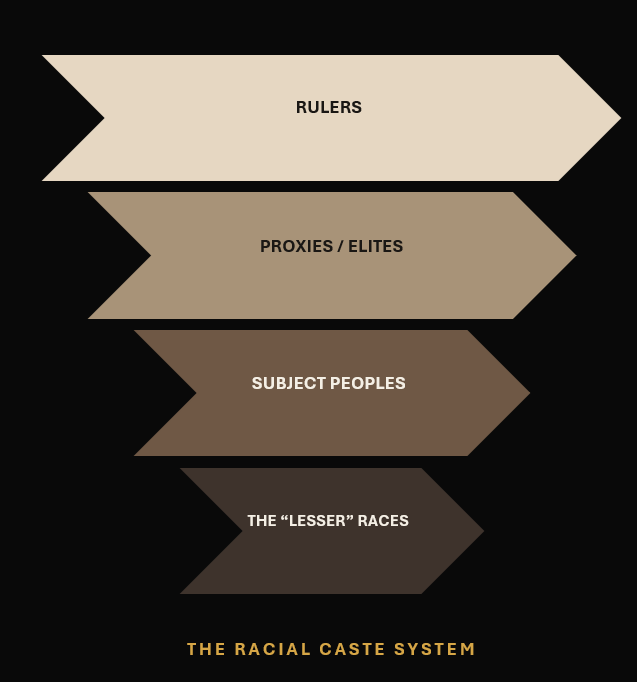 RULERS
PROXIES / ELITES
SUBJECT PEOPLES
THE “LESSER” RACES
THE RACIAL CASTE SYSTEM